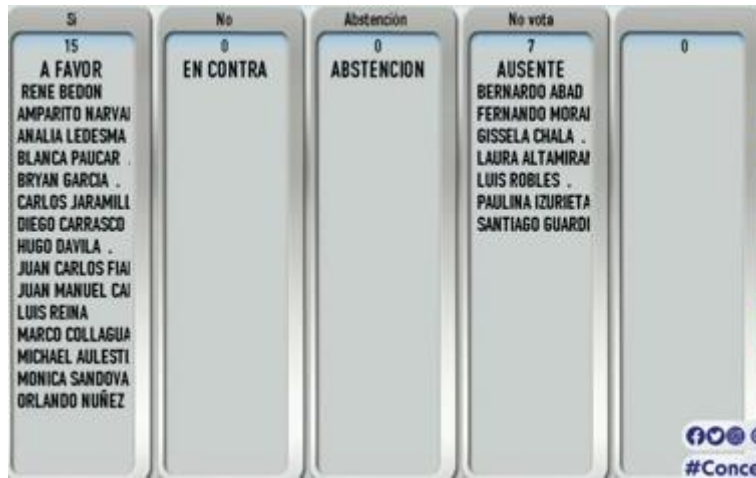 Si
15
A FAVOR
RENE BEDON
AMPARITO NARVAI
ANALIA LEDESMA
BLANCA PAUCAR .
BRYAN GARCIA .
CARLOS JARAMILL
DIEGO CARRASCO
HUGO DAVILA .
JUAN CARLOS FIAI
JUAN MANUEL CAI
LUIS REINA
MARCO COLLAGUA
MICHAEL AULESTI
MONICA SANDOVA
ORLANDO NUÑEZ
No
0
EN CONTRA
Abstención
0
ABSTENCION
No vota
7
AUSENTE
BERNARDO ABAD
FERNANDO MORAI
GISSELA CHALA .
LAURA ALTAMIRAN
LUIS ROBLES .
PAULINA IZURIETA
SANTIAGO GUARDI
0
#Conce